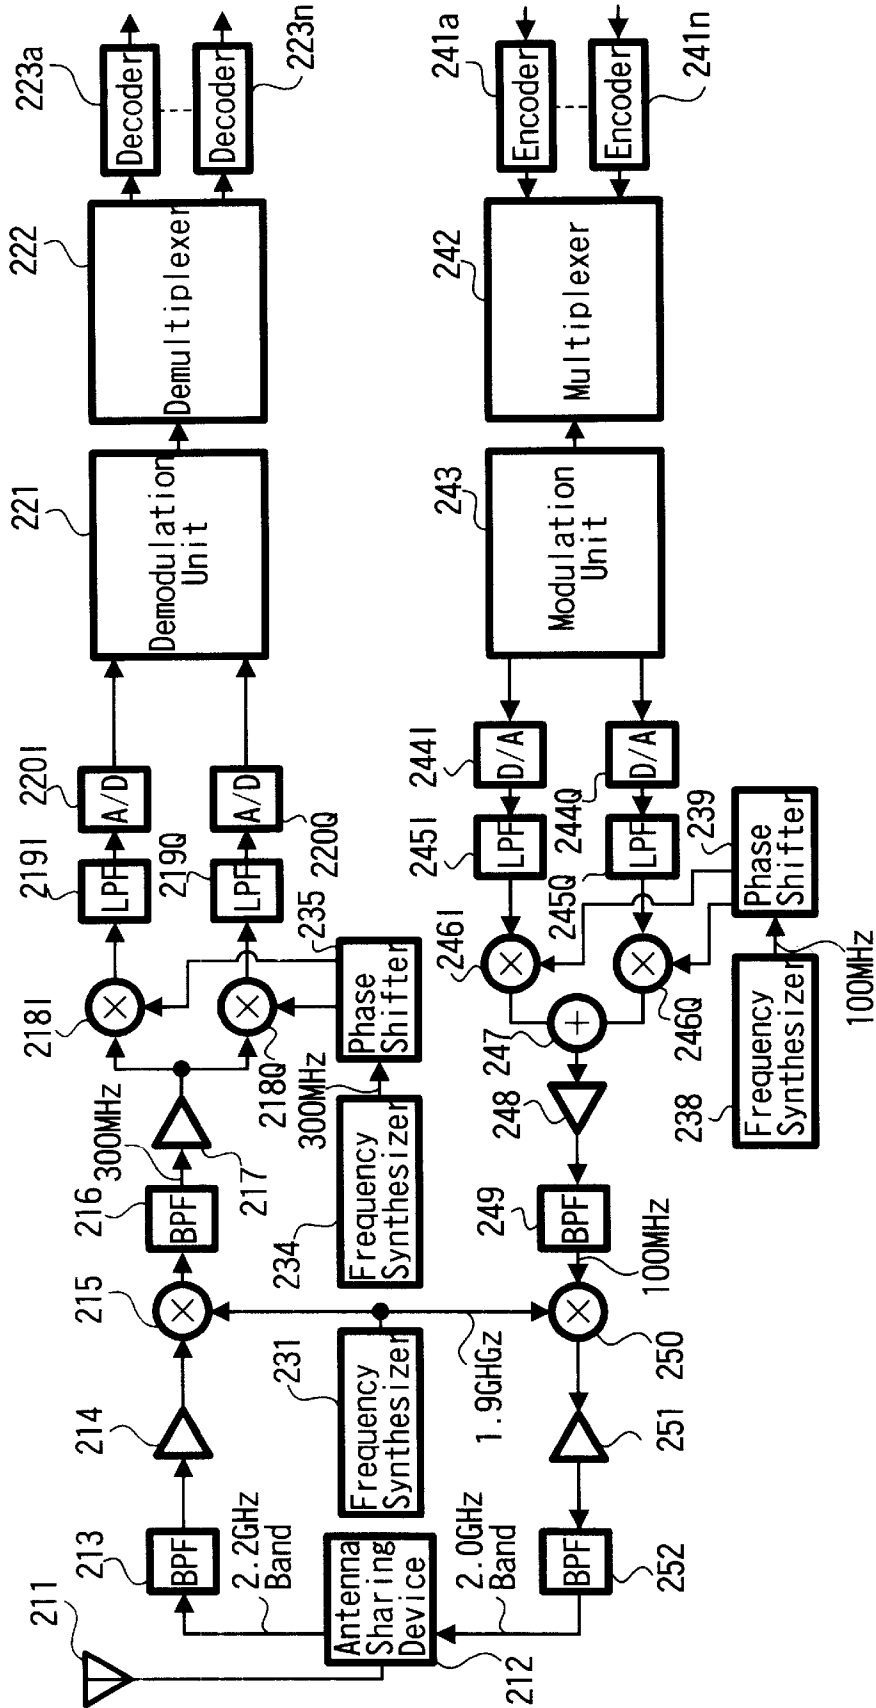 211
213
BPF
214
215
216
BPF
300MHz
217
218I
219I
LPF
220I
A/D
221
Demodulation
Unit
222
Demultiplexer
223a
Decoder
Decoder
223n
218Q
219Q
LPF
220Q
A/D
2.2GHz
Band
Antenna
Sharing
Device
212
2.0GHz
Band
231
Frequency
Synthesizer
1.9GHGz
234
Frequency
Synthesizer
300MHz
Phase
Shifter
235
252
BPF
251
250
100MHz
249
BPF
248
247
246I
245I
LPF
244I
D/A
243
Modulation
Unit
242
Multiplexer
241a
Encoder
Encoder
241n
246Q
245Q
LPF
244Q
D/A
238
Frequency
Synthesizer
100MHz
Phase
Shifter
239